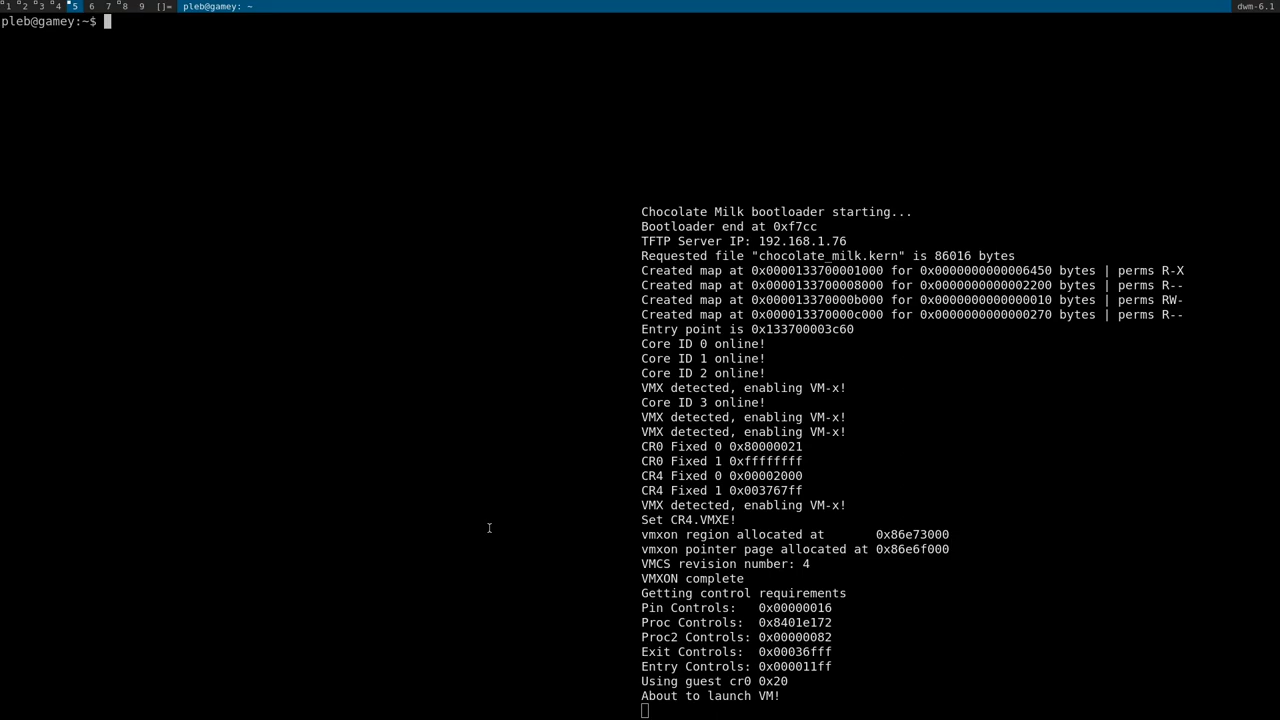 1 2 3 4 5 6 7 8 9 []= pleb@gamey: ~ dwm-6.1
pleb@gamey:~$
Chocolate Milk bootloader starting...
Bootloader end at 0xf7cc
TFTP Server IP: 192.168.1.76
Requested file "chocolate_milk.kern" is 86016 bytes
Created map at 0x0000133700001000 for 0x0000000000006450 bytes | perms R-X
Created map at 0x0000133700008000 for 0x0000000000002200 bytes | perms R--
Created map at 0x000013370000b000 for 0x0000000000000010 bytes | perms RW-
Created map at 0x000013370000c000 for 0x0000000000000270 bytes | perms R--
Entry point is 0x133700003c60
Core ID 0 online!
Core ID 1 online!
Core ID 2 online!
VMX detected, enabling VM-x!
Core ID 3 online!
VMX detected, enabling VM-x!
VMX detected, enabling VM-x!
CR0 Fixed 0 0x80000021
CR0 Fixed 1 0xffffffff
CR4 Fixed 0 0x00002000
CR4 Fixed 1 0x003767ff
VMX detected, enabling VM-x!
Set CR4.VMXE!
vmxon region allocated at       0x86e73000
vmxon pointer page allocated at 0x86e6f000
VMCS revision number: 4
VMXON complete
Getting control requirements
Pin Controls:   0x00000016
Proc Controls:  0x8401e172
Proc2 Controls: 0x00000082
Exit Controls:  0x00036fff
Entry Controls: 0x000011ff
Using guest cr0 0x20
About to launch VM!